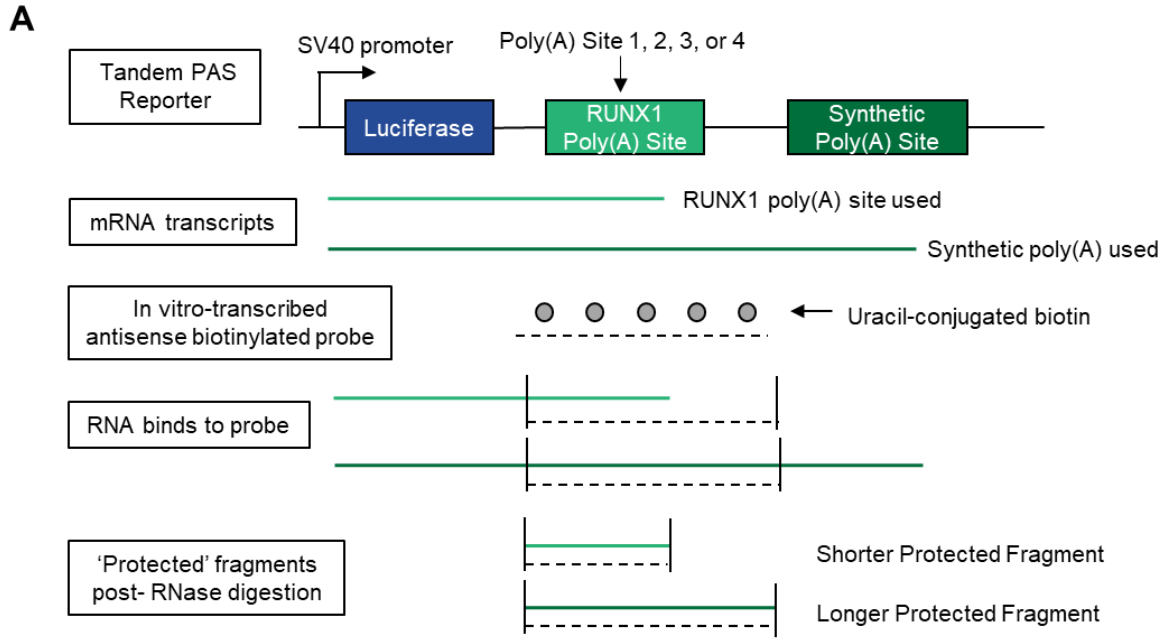 A
SV40 promoter
Poly(A) Site 1, 2, 3, or 4
Tandem PAS
Reporter
Luciferase
RUNX1
Poly(A) Site
Synthetic
Poly(A) Site
mRNA transcripts
RUNX1 poly(A) site used
Synthetic poly(A) used
In vitro-transcribed
antisense biotinylated probe
Uracil-conjugated biotin
RNA binds to probe
‘Protected’ fragments
post- RNase digestion
Shorter Protected Fragment
Longer Protected Fragment